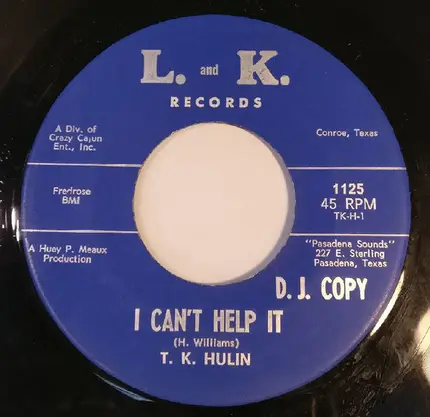 L. and K.
RECORDS
A Div. of
Crazy Cajun
Ent., Inc.
Conroe, Texas
Fredrose
BMI
1125
45 RPM
TK-H-1
A Huey P. Meaux
Production
"Pasadena Sounds"
227 E. Sterling
Pasadena, Texas
D. J. COPY
I CAN'T HELP IT
(H. Williams)
T. K. HULIN